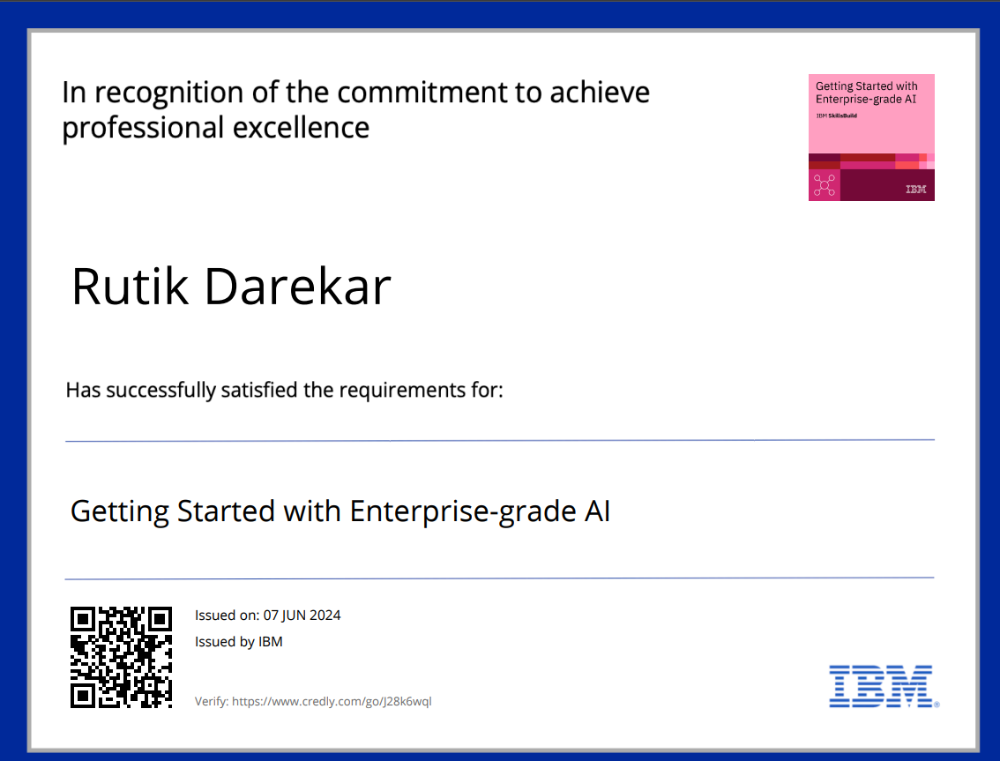 In recognition of the commitment to achieve
professional excellence
Getting Started with
Enterprise-grade AI
IBM SkillsBuild
IBM
Rutik Darekar
Has successfully satisfied the requirements for:
Getting Started with Enterprise-grade AI
Issued on: 07 JUN 2024
Issued by IBM
Verify: https://www.credly.com/go/J28k6wql
IBM®